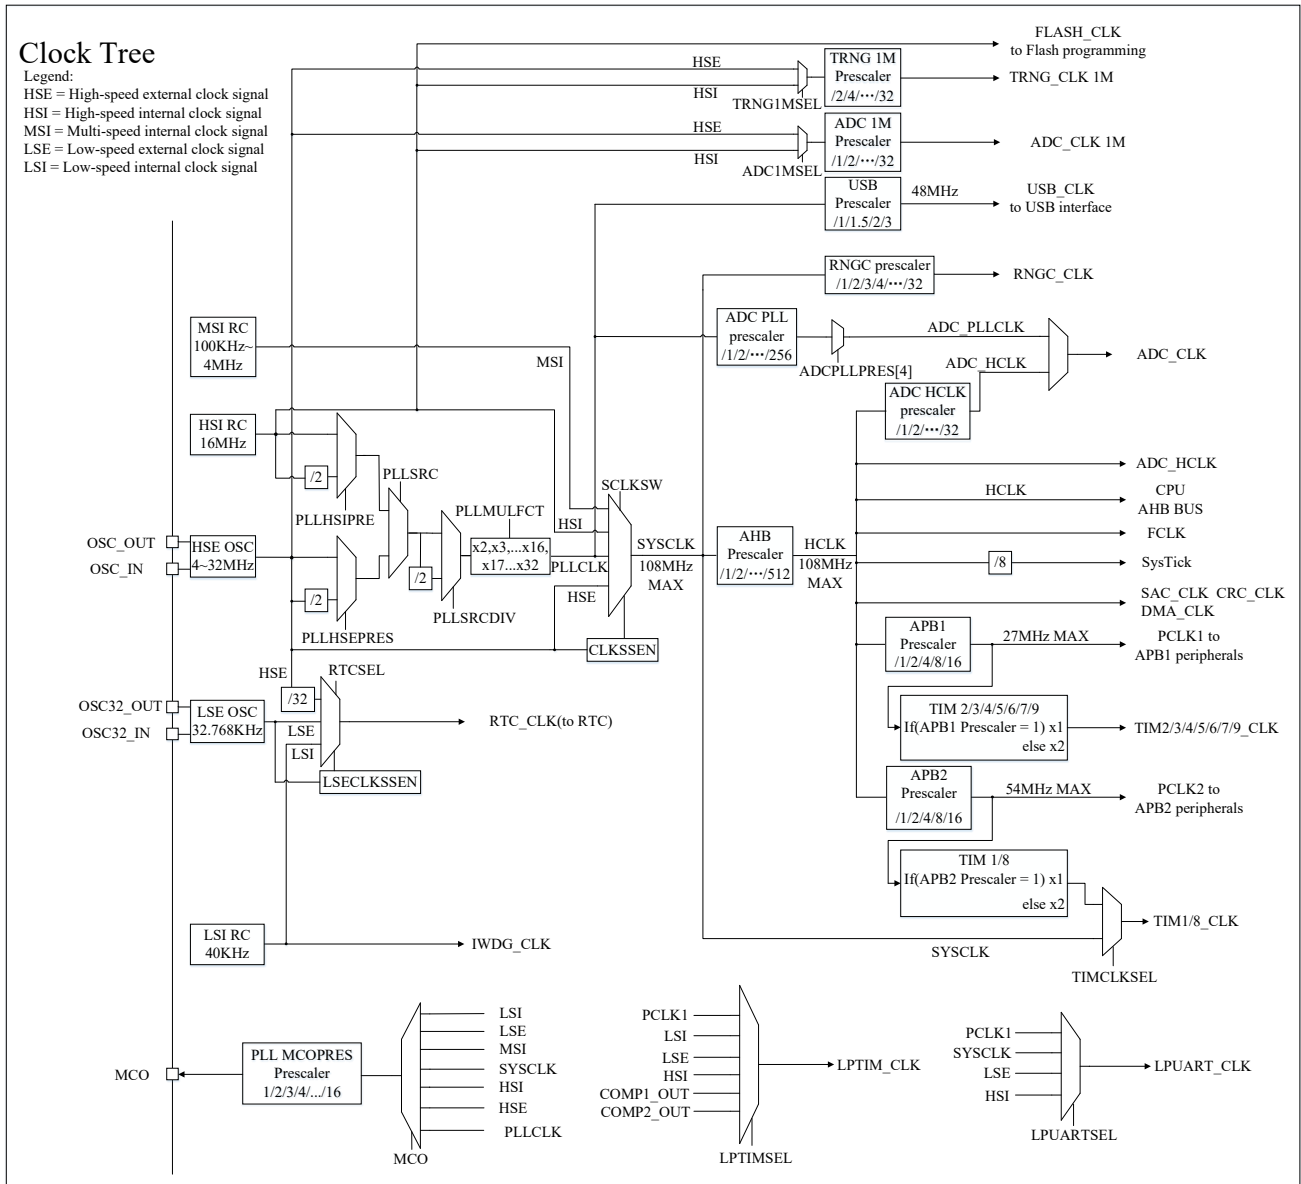 Clock Tree
Legend:
HSE = High-speed external clock signal
HSI = High-speed internal clock signal
MSI = Multi-speed internal clock signal
LSE = Low-speed external clock signal
LSI = Low-speed internal clock signal
FLASH_CLK
to Flash programming
HSE
HSI
TRNG1MSEL
TRNG 1M
Prescaler
/2/4/···/32
TRNG_CLK 1M
HSE
HSI
ADC1MSEL
ADC 1M
Prescaler
/1/2/···/32
ADC_CLK 1M
USB
Prescaler
/1/1.5/2/3
48MHz
USB_CLK
to USB interface
RNGC prescaler
/1/2/3/4/···/32
RNGC_CLK
MSI RC
100KHz~
4MHz
MSI
ADC PLL
prescaler
/1/2/···/256
ADCPLLPRES[4]
ADC_PLLCLK
ADC_HCLK
ADC_CLK
ADC HCLK
prescaler
/1/2/···/32
HSI RC
16MHz
/2
PLLHSIPRE
PLLSRC
PLLMULFCT
SCLKSW
HSI
ADC_HCLK
HCLK
CPU
AHB BUS
FCLK
OSC_OUT
OSC_IN
HSE OSC
4~32MHz
/2
PLLHSEPRES
/2
PLLSRCDIV
x2,x3,...x16,
x17...x32
PLLCLK
HSE
SYSCLK
108MHz
MAX
AHB
Prescaler
/1/2/···/512
HCLK
108MHz
MAX
/8
SysTick
SAC_CLK CRC_CLK
DMA_CLK
CLKSSEN
APB1
Prescaler
/1/2/4/8/16
27MHz MAX
PCLK1 to
APB1 peripherals
HSE
RTCSEL
/32
OSC32_OUT
OSC32_IN
LSE OSC
32.768KHz
LSE
LSI
RTC_CLK(to RTC)
LSECLKSSEN
TIM 2/3/4/5/6/7/9
If(APB1 Prescaler = 1) x1
else x2
TIM2/3/4/5/6/7/9_CLK
APB2
Prescaler
/1/2/4/8/16
54MHz MAX
PCLK2 to
APB2 peripherals
TIM 1/8
If(APB2 Prescaler = 1) x1
else x2
TIM1/8_CLK
SYSCLK
TIMCLKSEL
LSI RC
40KHz
IWDG_CLK
MCO
PLL MCOPRES
Prescaler
1/2/3/4/.../16
LSI
LSE
MSI
SYSCLK
HSI
HSE
PLLCLK
MCO
PCLK1
LSI
LSE
HSI
COMP1_OUT
COMP2_OUT
LPTIM_CLK
LPTIMSEL
PCLK1
SYSCLK
LSE
HSI
LPUART_CLK
LPUARTSEL